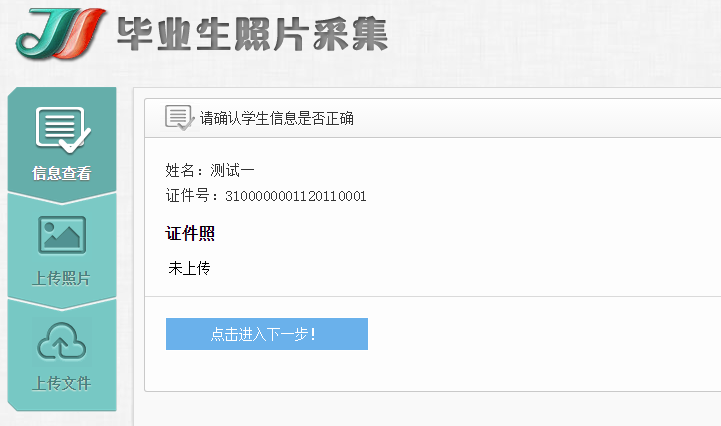 毕业生照片采集
信息查看
上传照片
上传文件
请确认学生信息是否正确
姓名：测试一
证件号：3100000001120110001
证件照
未上传
点击进入下一步！